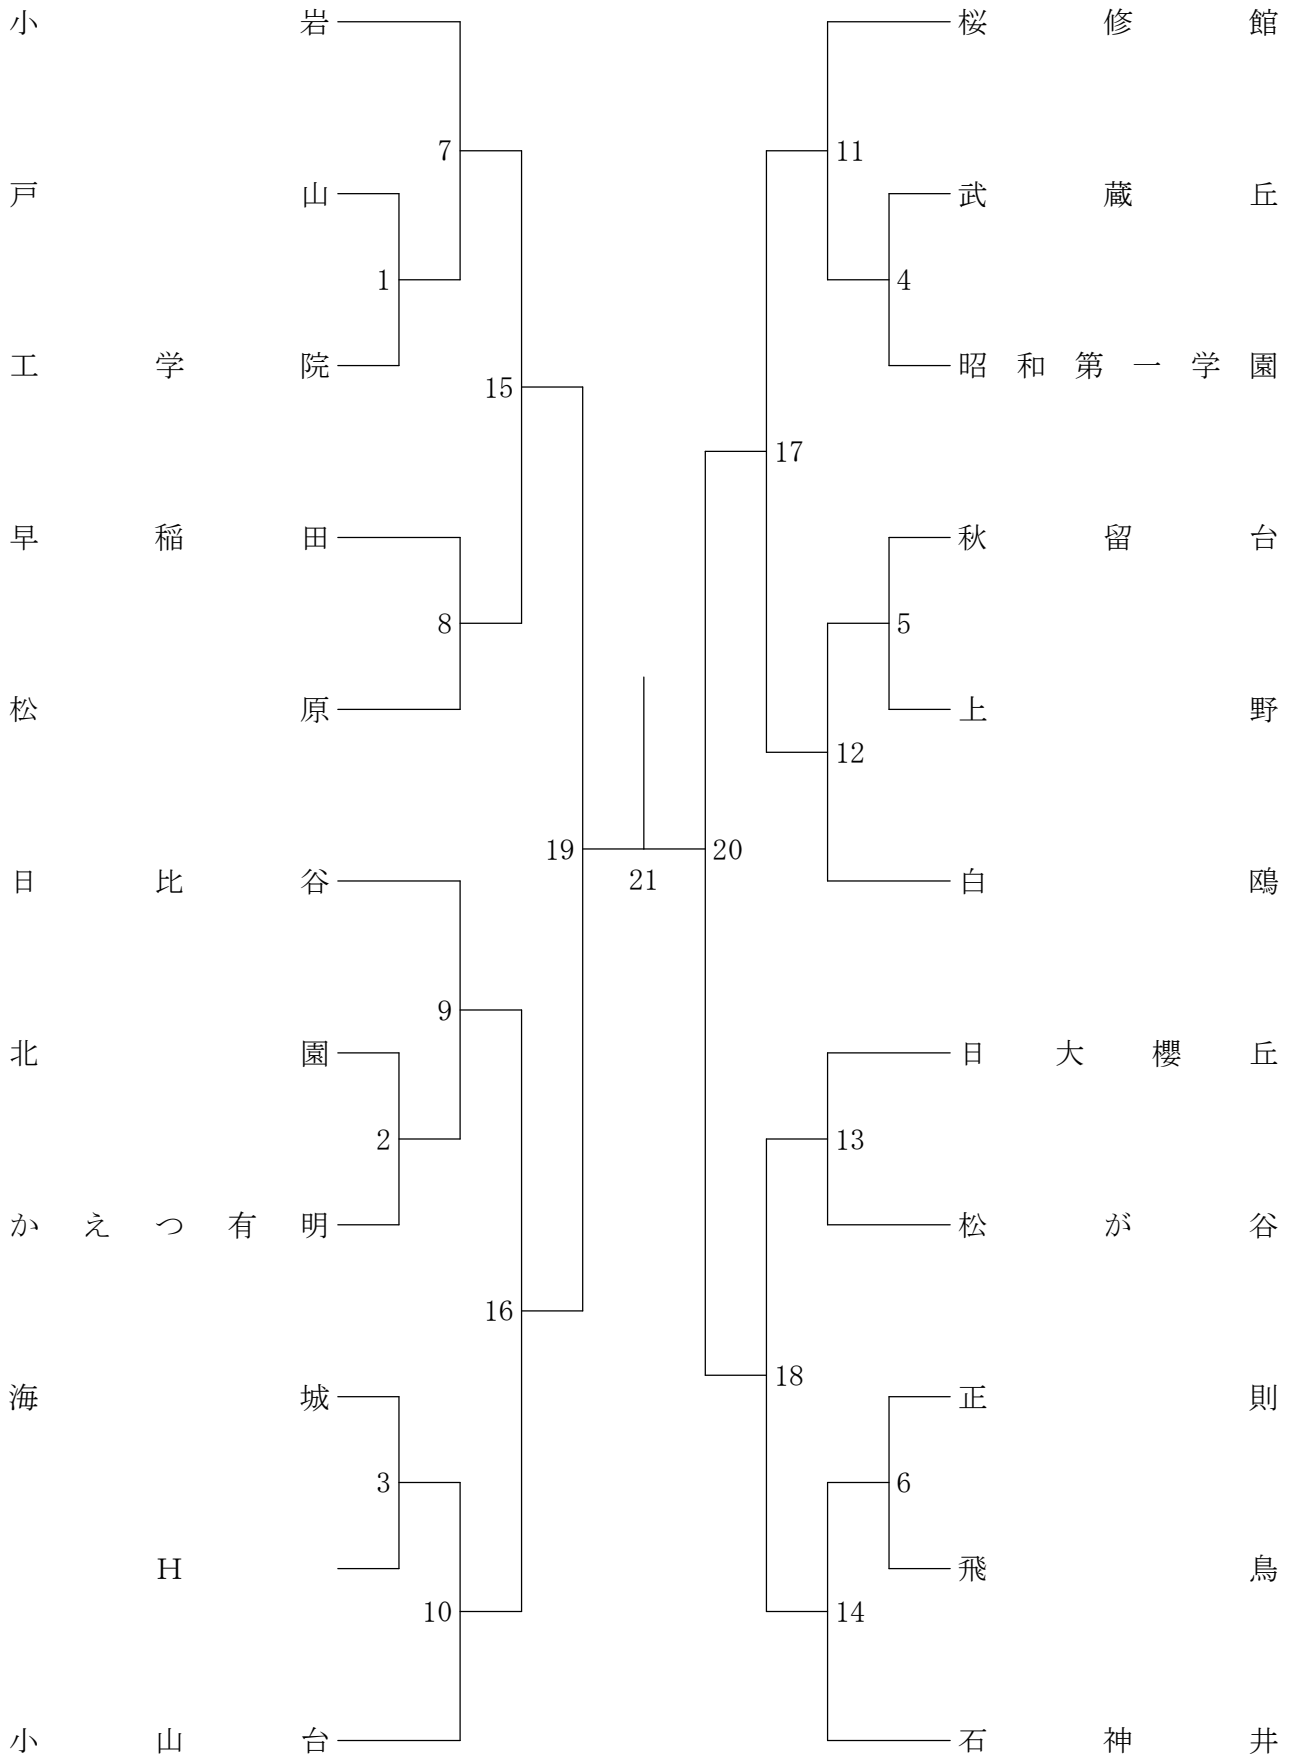 小岩 桜修館
7 11
戸山 武蔵丘
1 4
工学院 昭和第一学園
15
17
早稲田 秋留台
8 5
松原 上野
12
19 20
日比谷 21 白鴎
9
北園 日大櫻丘
2 13
かえつ有明 松が谷
16
18
海城 正則
3 6
H 飛鳥
10 14
小山台 石神井